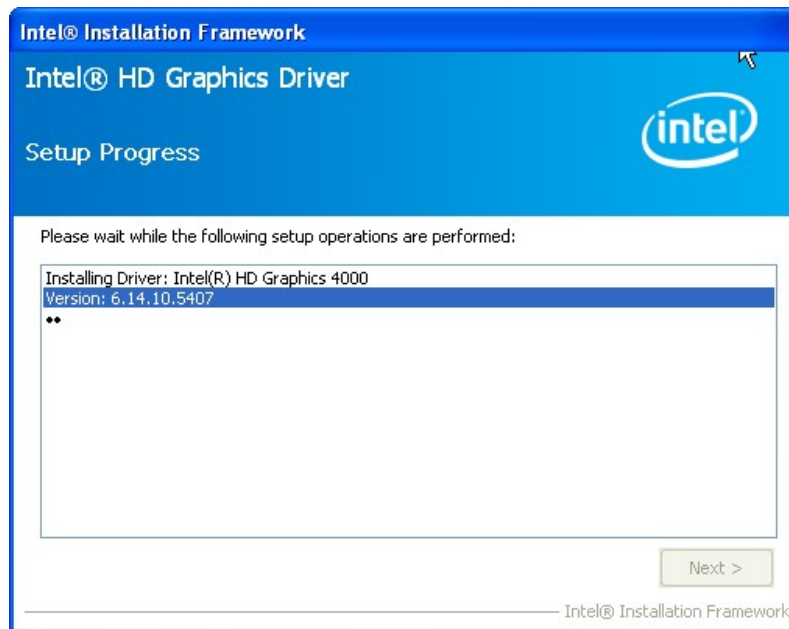 Intel® Installation Framework
Intel® HD Graphics Driver
intel
Setup Progress
Please wait while the following setup operations are performed:
Installing Driver: Intel(R) HD Graphics 4000
Version: 6.14.10.5407
••
Next >
Intel® Installation Framework